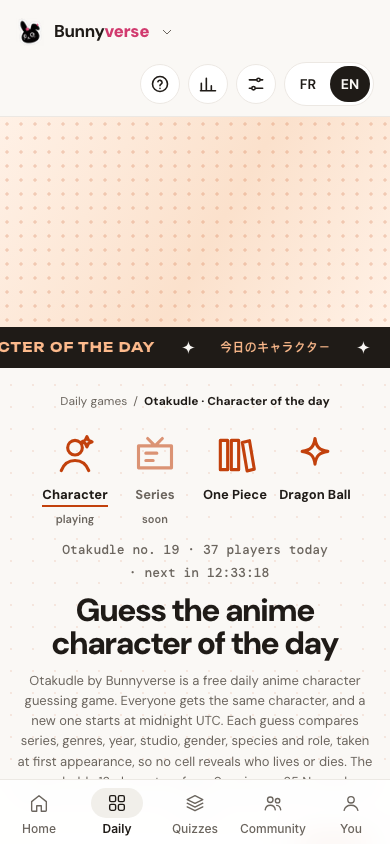 Bunnyverse
FR EN
CTER OF THE DAY ✦ 今日のキャラクター ✦
Daily games / Otakudle · Character of the day
Character Series One Piece Dragon Ball
playing soon
Otakudle no. 19 · 37 players today
· next in 12:33:18
Guess the anime
character of the day
Otakudle by Bunnyverse is a free daily anime character
guessing game. Everyone gets the same character, and a
new one starts at midnight UTC. Each guess compares
series, genres, year, studio, gender, species and role, taken
at first appearance, so no cell reveals who lives or dies. The
Home Daily Quizzes Community You